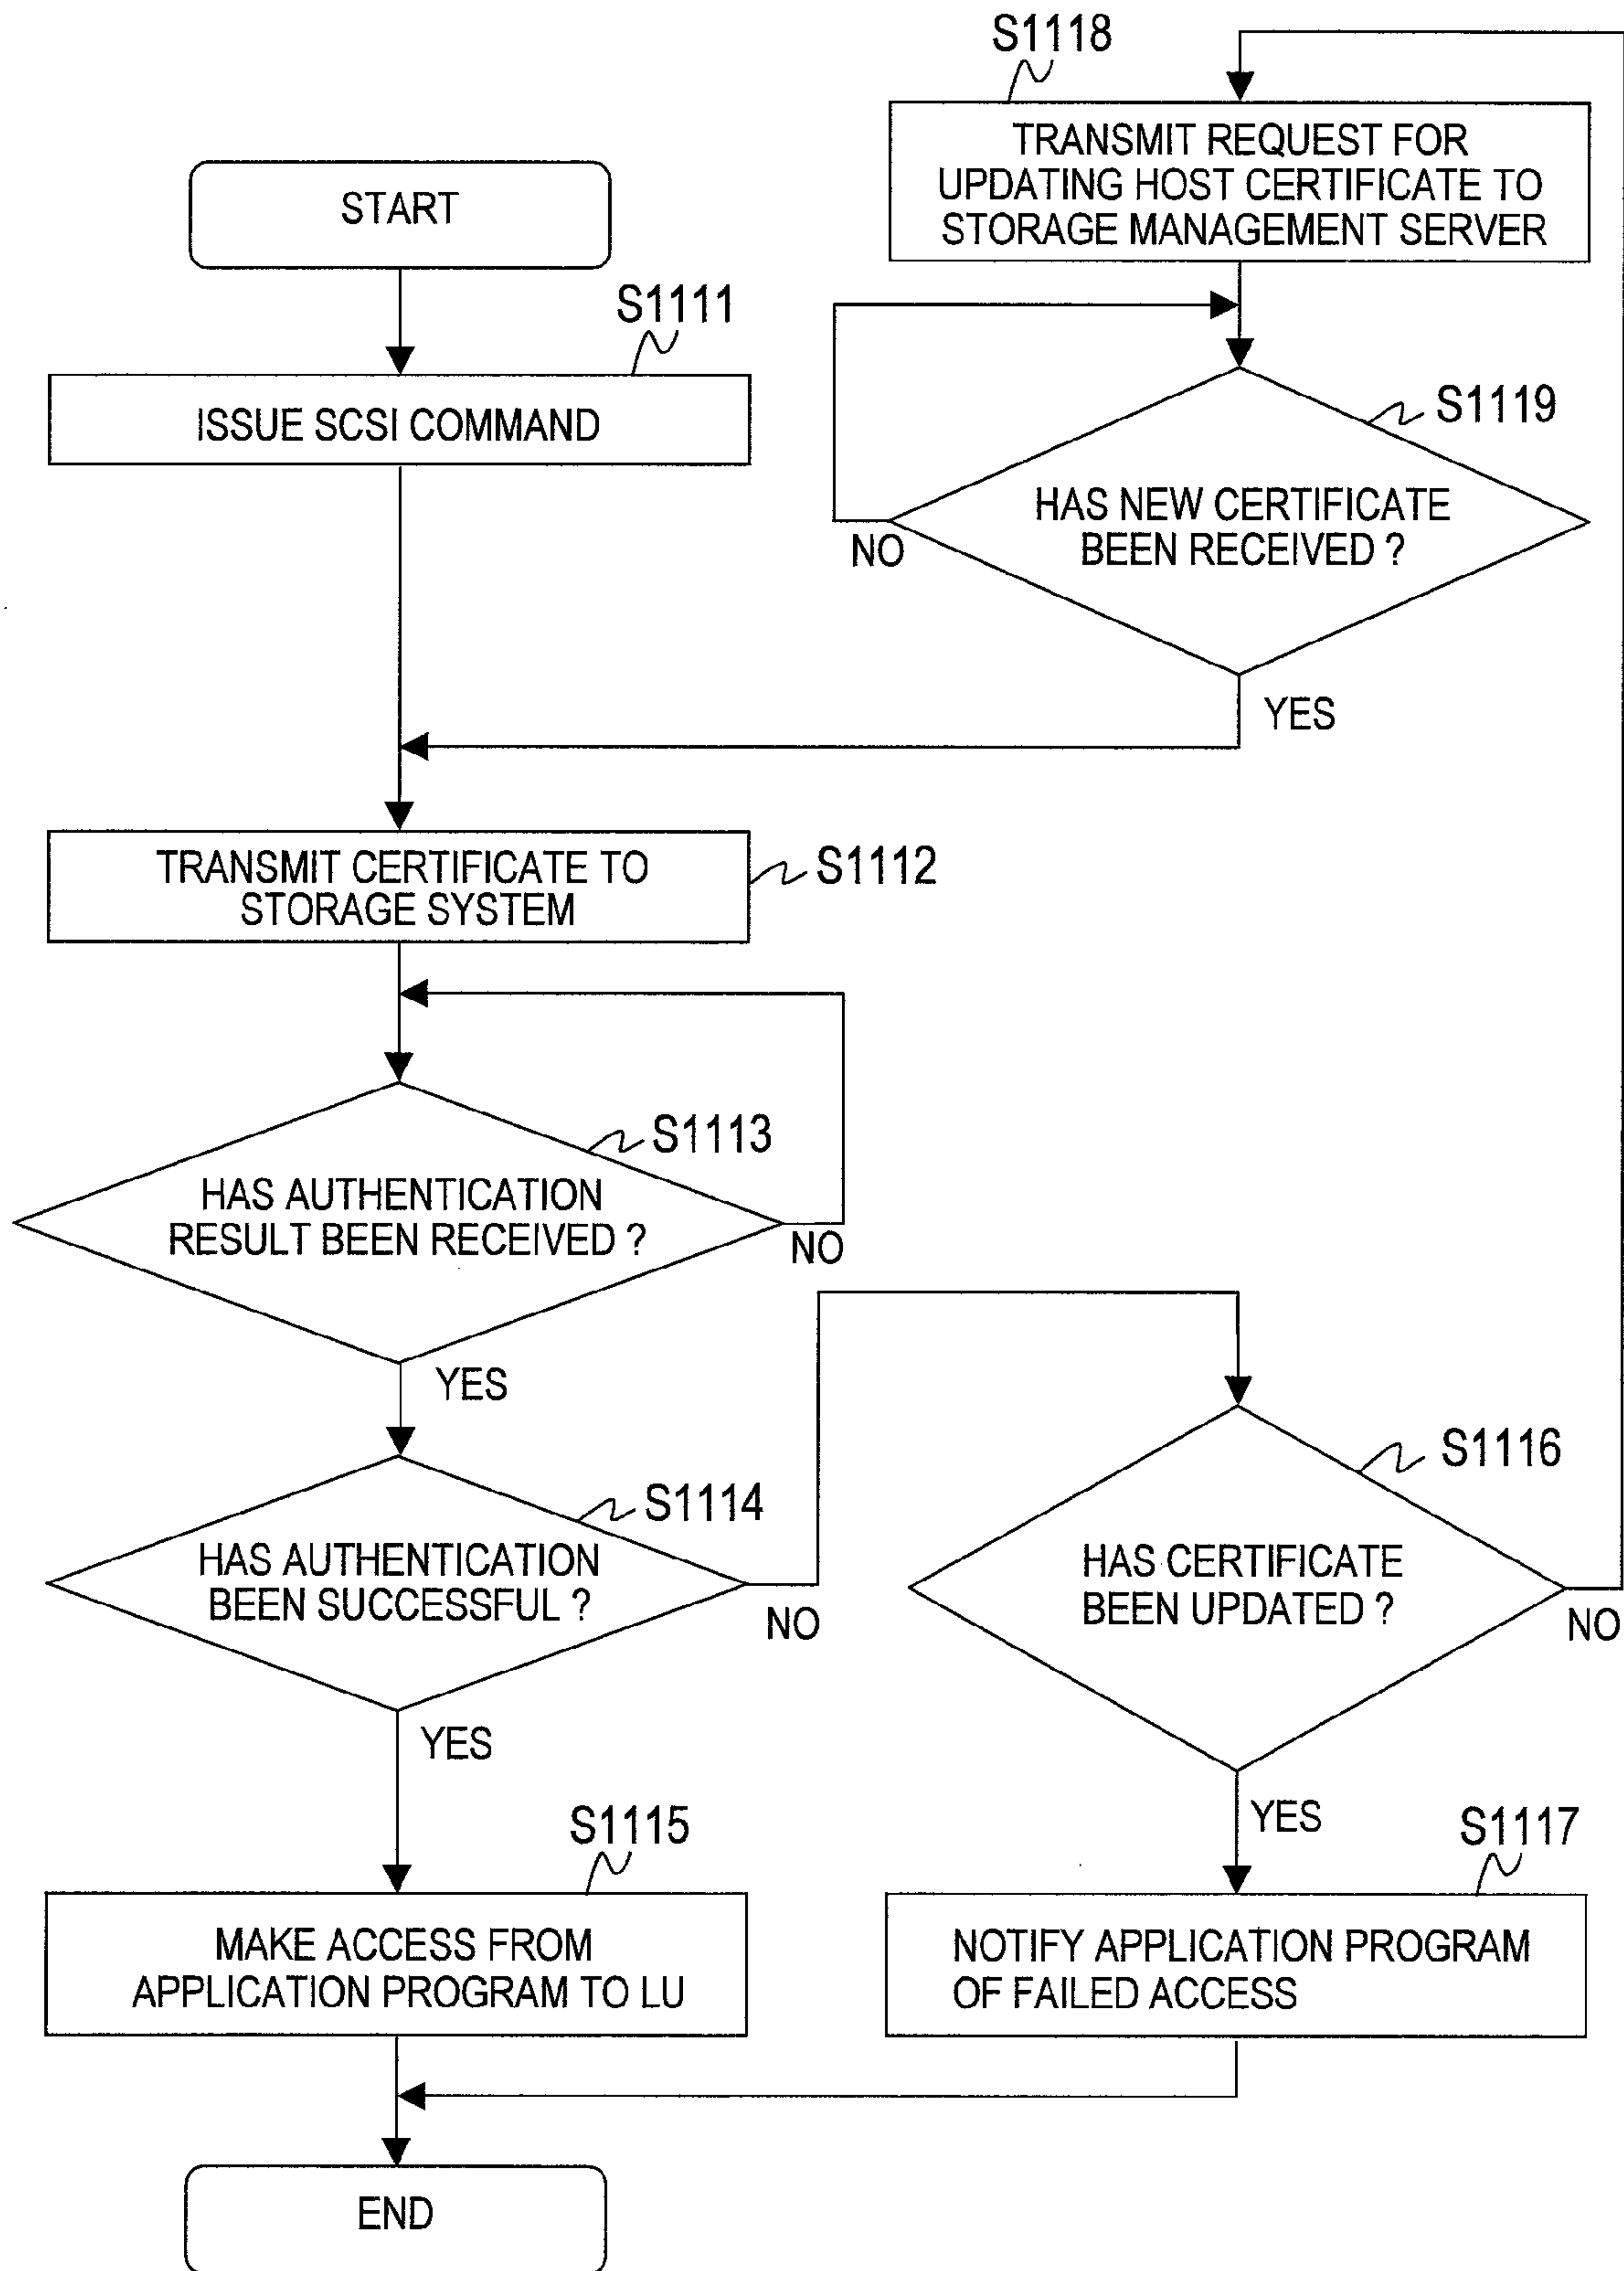 S1118
TRANSMIT REQUEST FOR
UPDATING HOST CERTIFICATE TO
STORAGE MANAGEMENT SERVER
START
S1111
ISSUE SCSI COMMAND
S1119
HAS NEW CERTIFICATE
BEEN RECEIVED ?
NO
YES
TRANSMIT CERTIFICATE TO
STORAGE SYSTEM
S1112
S1113
HAS AUTHENTICATION
RESULT BEEN RECEIVED ?
NO
YES
S1114
HAS AUTHENTICATION
BEEN SUCCESSFUL ?
NO
YES
S1116
HAS CERTIFICATE
BEEN UPDATED ?
NO
YES
S1115
MAKE ACCESS FROM
APPLICATION PROGRAM TO LU
S1117
NOTIFY APPLICATION PROGRAM
OF FAILED ACCESS
END